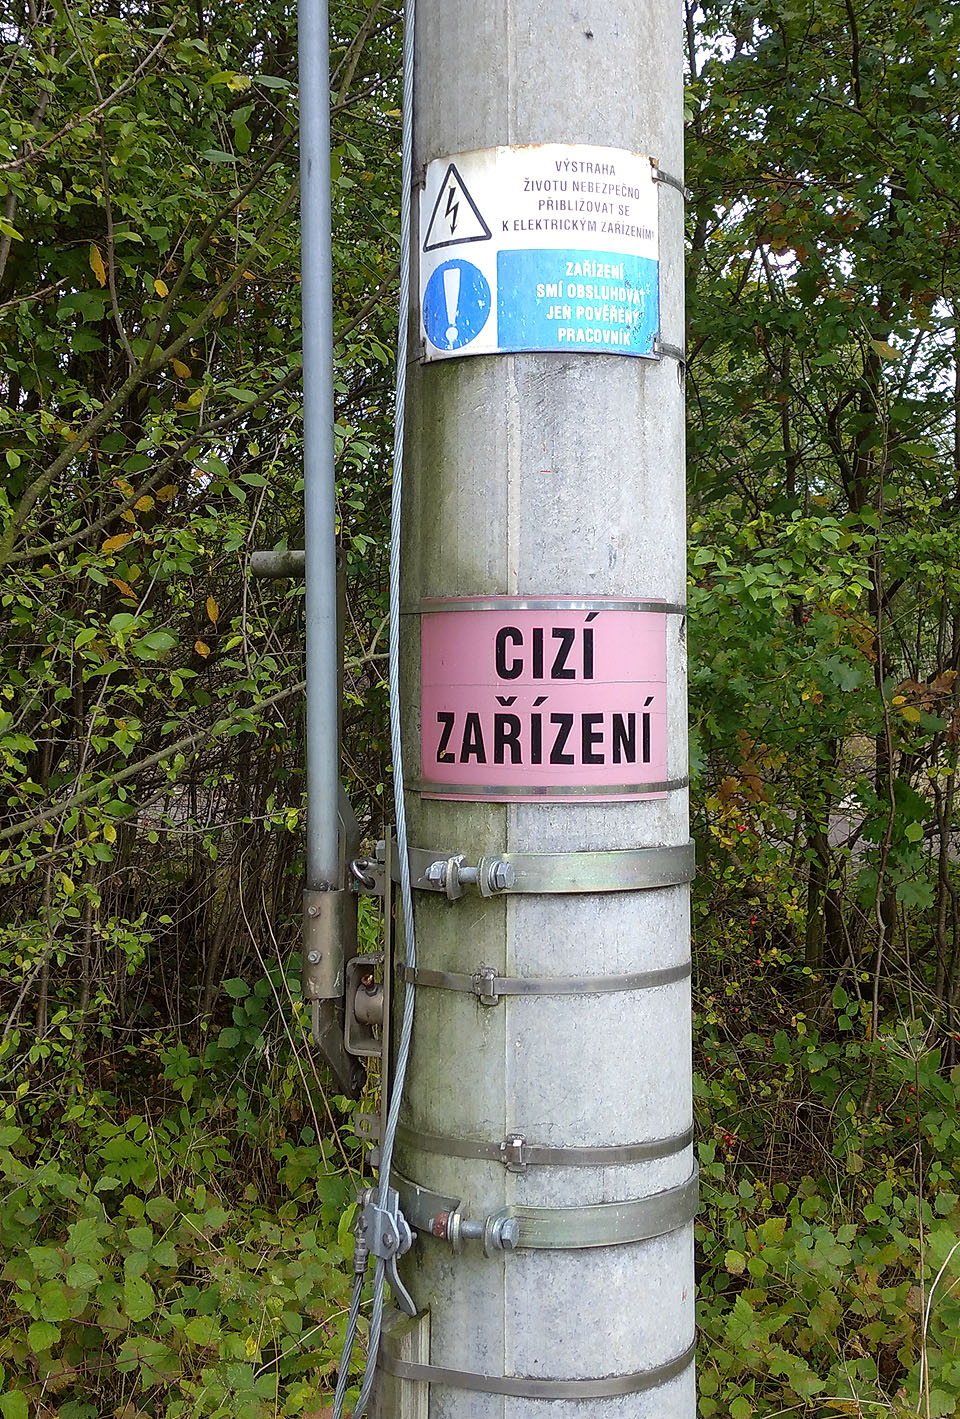 VÝSTRAHA
ŽIVOTU NEBEZPEČNO
PŘIBLIŽOVAT SE
K ELEKTRICKÝM ZAŘÍZENÍM!
ZAŘÍZENÍ
SMÍ OBSLUHOVAT
JEN POVĚŘENÝ
PRACOVNÍK
CIZÍ
ZAŘÍZENÍ